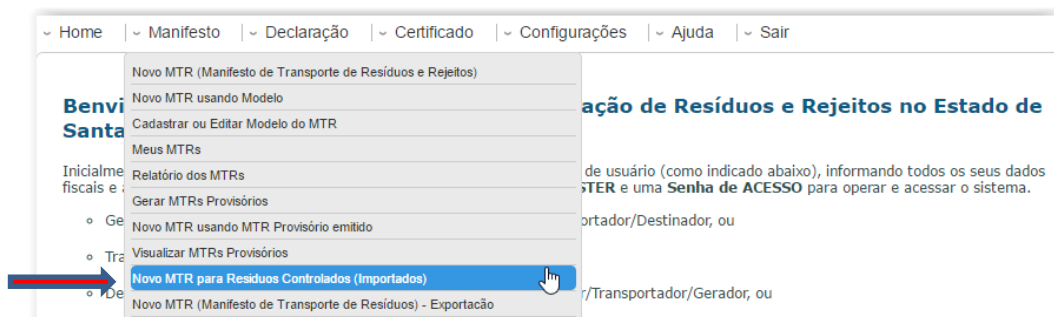 Home Manifesto Declaração Certificado Configurações Ajuda Sair
Novo MTR (Manifesto de Transporte de Resíduos e Rejeitos)
Novo MTR usando Modelo
Cadastrar ou Editar Modelo do MTR
Meus MTRs
Relatório dos MTRs
Gerar MTRs Provisórios
Novo MTR usando MTR Provisório emitido
Visualizar MTRs Provisórios
Novo MTR para Residuos Controlados (Importados)
Novo MTR (Manifesto de Transporte de Resíduos) - Exportacão
Benvi ação de Resíduos e Rejeitos no Estado de
Santa
Inicialme de usuário (como indicado abaixo), informando todos os seus dados
fiscais e a STER e uma Senha de ACESSO para operar e acessar o sistema.
Ge ortador/Destinador, ou
Tra
De r/Transportador/Gerador, ou